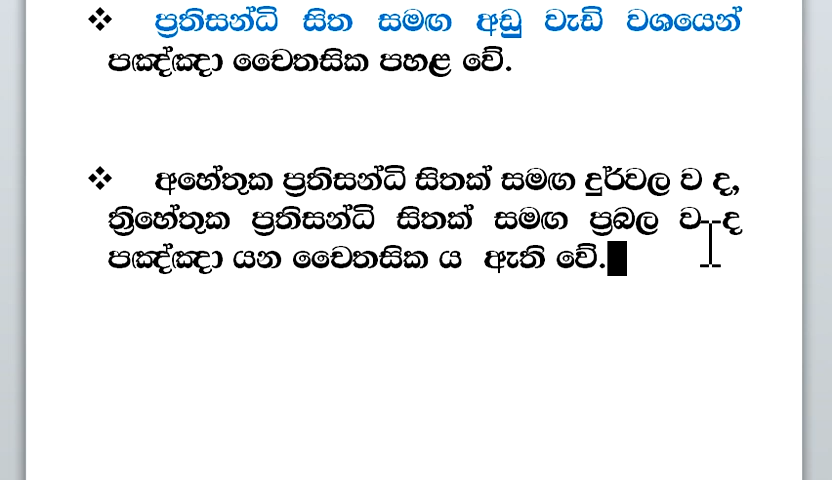 ❖ ප්‍රතිසන්ධි සිත සමඟ අඩු වැඩි වශයෙන්
පඤ්ඤා චෛතසික පහළ වේ.
❖ අහේතුක ප්‍රතිසන්ධි සිතක් සමඟ දුර්වල ව ද,
ත්‍රිහේතුක ප්‍රතිසන්ධි සිතක් සමඟ ප්‍රබල ව ද
පඤ්ඤා යන චෛතසික ය ඇති වේ.